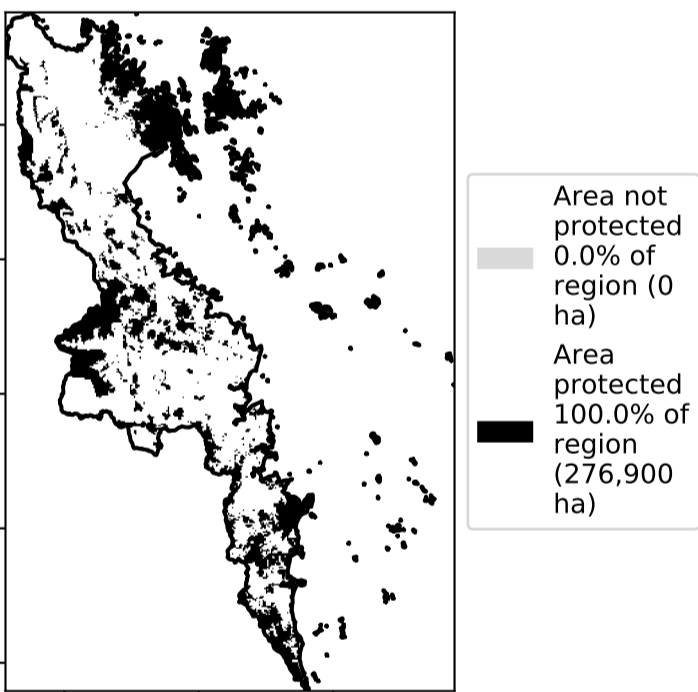 Area not
protected
0.0% of
region (0
ha)
Area
protected
100.0% of
region
(276,900
ha)